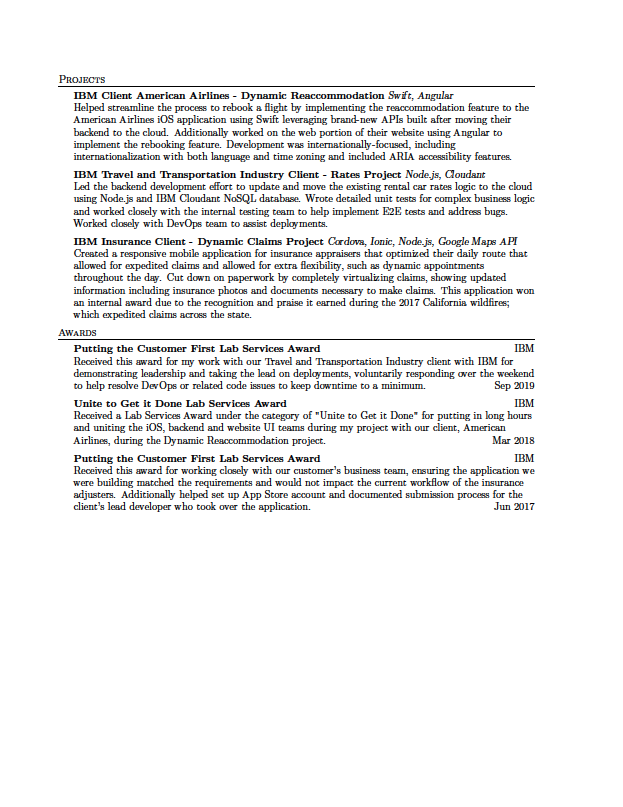 PROJECTS
IBM Client American Airlines - Dynamic Reaccommodation Swift, Angular
Helped streamline the process to rebook a flight by implementing the reaccommodation feature to the
American Airlines iOS application using Swift leveraging brand-new APIs built after moving their
backend to the cloud. Additionally worked on the web portion of their website using Angular to
implement the rebooking feature. Development was internationally-focused, including
internationalization with both language and time zoning and included ARIA accessibility features.
IBM Travel and Transportation Industry Client - Rates Project Node.js, Cloudant
Led the backend development effort to update and move the existing rental car rates logic to the cloud
using Node.js and IBM Cloudant NoSQL database. Wrote detailed unit tests for complex business logic
and worked closely with the internal testing team to help implement E2E tests and address bugs.
Worked closely with DevOps team to assist deployments.
IBM Insurance Client - Dynamic Claims Project Cordova, Ionic, Node.js, Google Maps API
Created a responsive mobile application for insurance appraisers that optimized their daily route that
allowed for expedited claims and allowed for extra flexibility, such as dynamic appointments
throughout the day. Cut down on paperwork by completely virtualizing claims, showing updated
information including insurance photos and documents necessary to make claims. This application won
an internal award due to the recognition and praise it earned during the 2017 California wildfires;
which expedited claims across the state.
AWARDS
Putting the Customer First Lab Services Award IBM
Received this award for my work with our Travel and Transportation Industry client with IBM for
demonstrating leadership and taking the lead on deployments, voluntarily responding over the weekend
to help resolve DevOps or related code issues to keep downtime to a minimum. Sep 2019
Unite to Get it Done Lab Services Award IBM
Received a Lab Services Award under the category of "Unite to Get it Done" for putting in long hours
and uniting the iOS, backend and website UI teams during my project with our client, American
Airlines, during the Dynamic Reaccommodation project. Mar 2018
Putting the Customer First Lab Services Award IBM
Received this award for working closely with our customer's business team, ensuring the application we
were building matched the requirements and would not impact the current workflow of the insurance
adjusters. Additionally helped set up App Store account and documented submission process for the
client's lead developer who took over the application. Jun 2017